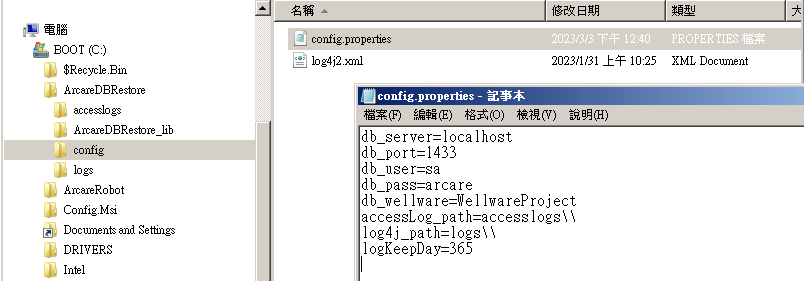 電腦
BOOT (C:)
$Recycle.Bin
ArcareDBRestore
accesslogs
ArcareDBRestore_lib
config
logs
ArcareRobot
Config.Msi
Documents and Settings
DRIVERS
Intel
名稱 修改日期 類型
config.properties 2023/3/3 下午 12:40 PROPERTIES 檔案
log4j2.xml 2023/1/31 上午 10:25 XML Document
config.properties - 記事本
檔案(F) 編輯(E) 格式(O) 檢視(V) 說明(H)
db_server=localhost
db_port=1433
db_user=sa
db_pass=arcare
db_wellware=WellwareProject
accessLog_path=accesslogs\\
log4j_path=logs\\
logKeepDay=365